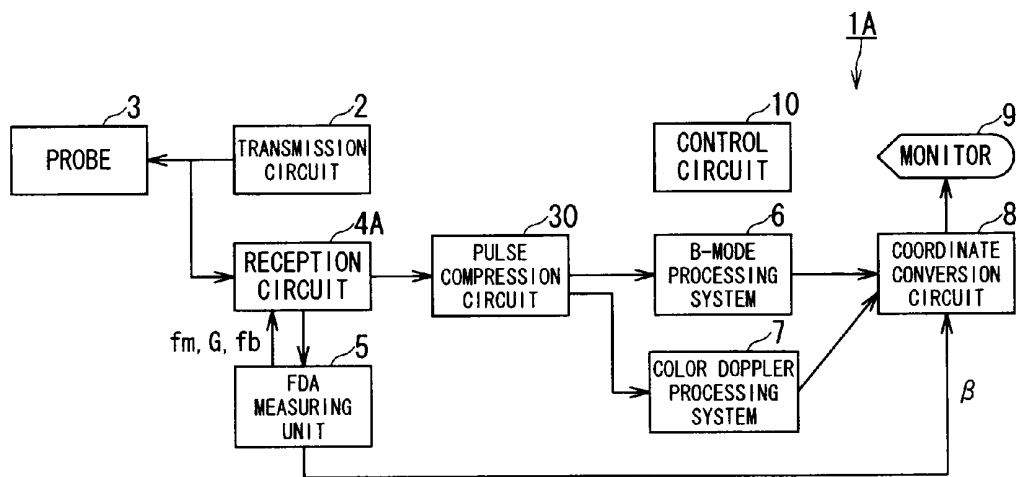 1A
3
PROBE
2
TRANSMISSION
CIRCUIT
10
CONTROL
CIRCUIT
9
MONITOR
4A
RECEPTION
CIRCUIT
30
PULSE
COMPRESSION
CIRCUIT
6
B-MODE
PROCESSING
SYSTEM
8
COORDINATE
CONVERSION
CIRCUIT
fm, G, fb
5
FDA
MEASURING
UNIT
7
COLOR DOPPLER
PROCESSING
SYSTEM
β